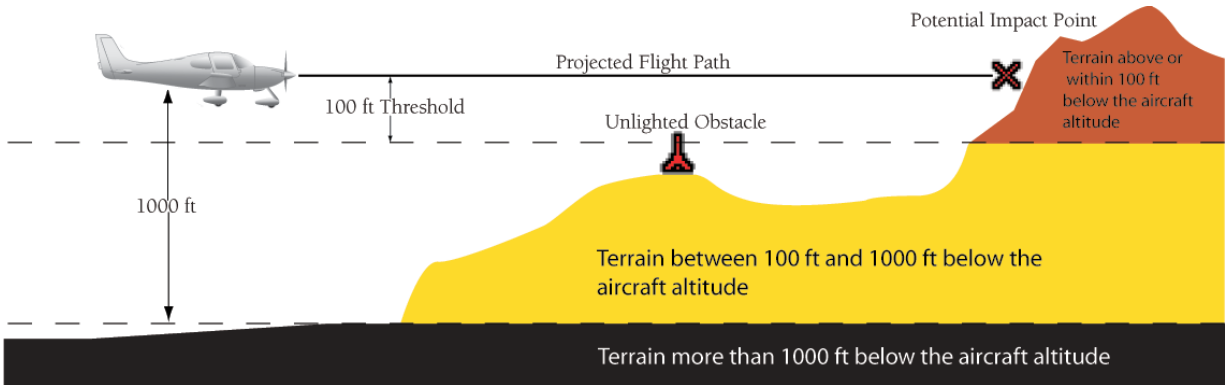 Potential Impact Point
Projected Flight Path
Terrain above or
within 100 ft
below the aircraft
altitude
100 ft Threshold
Unlighted Obstacle
1000 ft
Terrain between 100 ft and 1000 ft below the
aircraft altitude
Terrain more than 1000 ft below the aircraft altitude